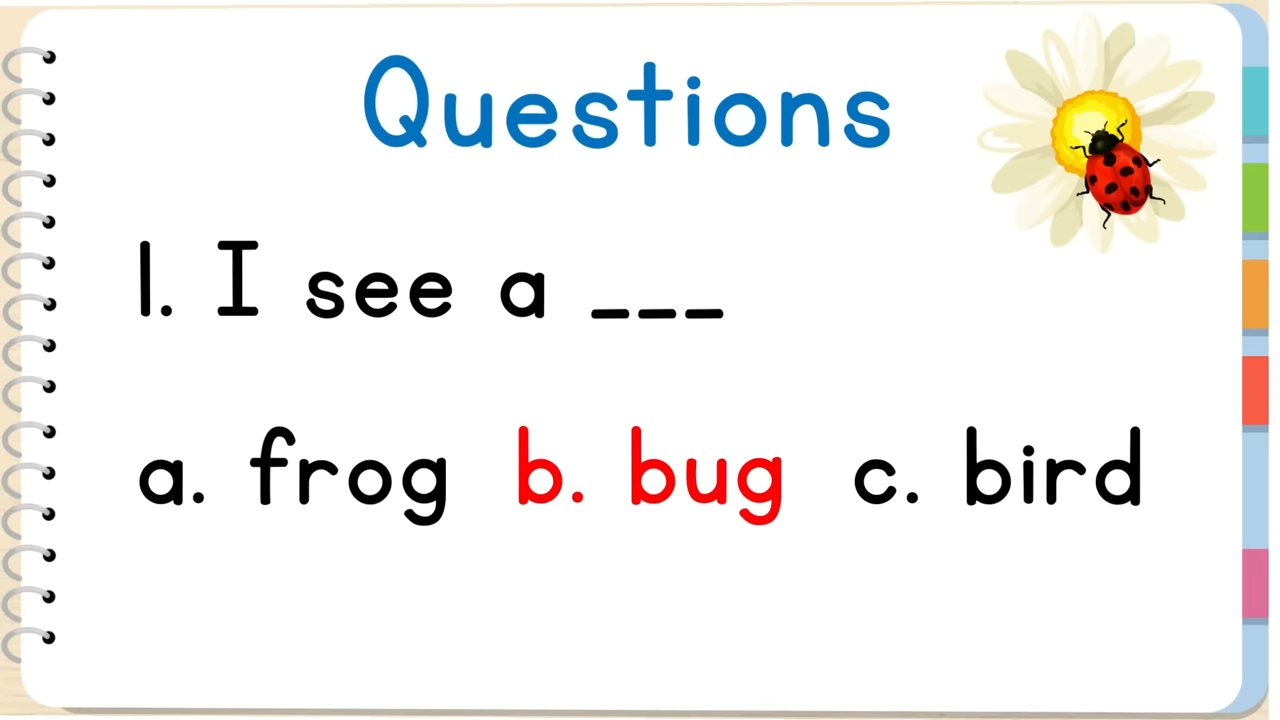 Questions
1. I see a ___
a. frog b. bug c. bird